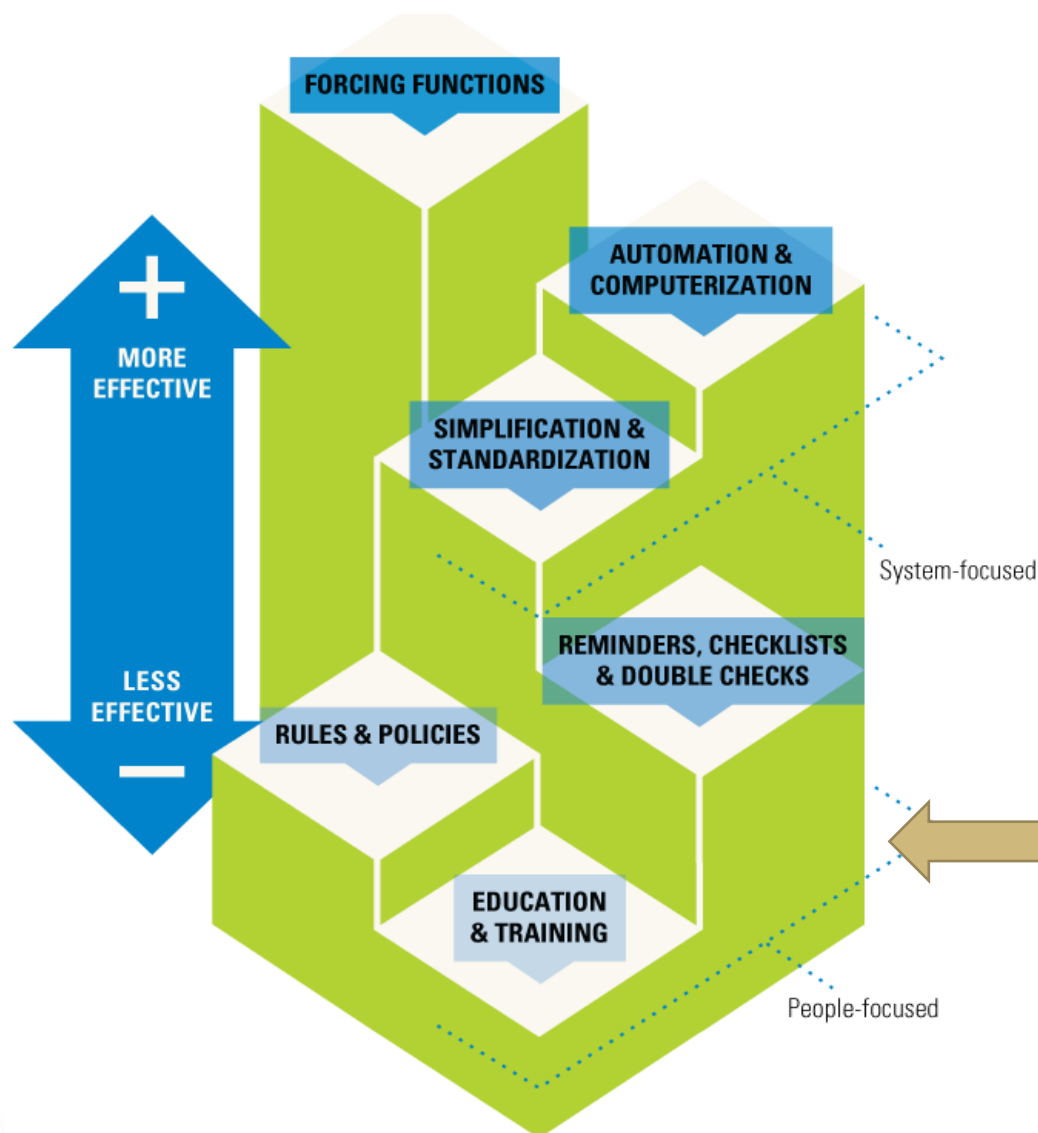 FORCING FUNCTIONS
AUTOMATION &
COMPUTERIZATION
+
MORE
EFFECTIVE
SIMPLIFICATION &
STANDARDIZATION
System-focused
REMINDERS, CHECKLISTS
& DOUBLE CHECKS
LESS
EFFECTIVE
−
RULES & POLICIES
EDUCATION
& TRAINING
People-focused